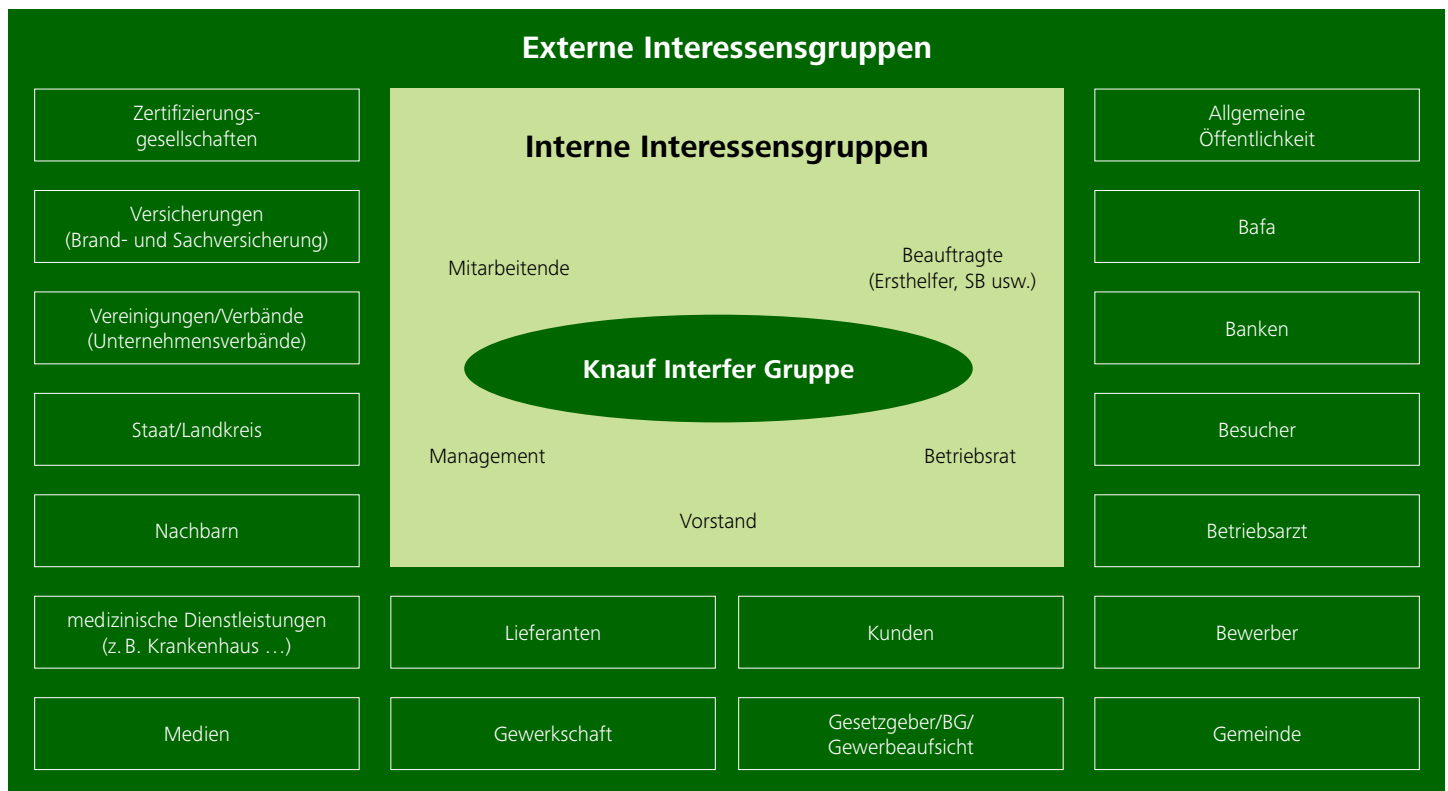 Externe Interessensgruppen
Zertifizierungs-
gesellschaften
Versicherungen
(Brand- und Sachversicherung)
Vereinigungen/Verbände
(Unternehmensverbände)
Staat/Landkreis
Nachbarn
medizinische Dienstleistungen
(z. B. Krankenhaus …)
Medien
Interne Interessensgruppen
Mitarbeitende
Beauftragte
(Ersthelfer, SB usw.)
Knauf Interfer Gruppe
Management
Betriebsrat
Vorstand
Lieferanten
Kunden
Gewerkschaft
Gesetzgeber/BG/
Gewerbeaufsicht
Allgemeine
Öffentlichkeit
Bafa
Banken
Besucher
Betriebsarzt
Bewerber
Gemeinde